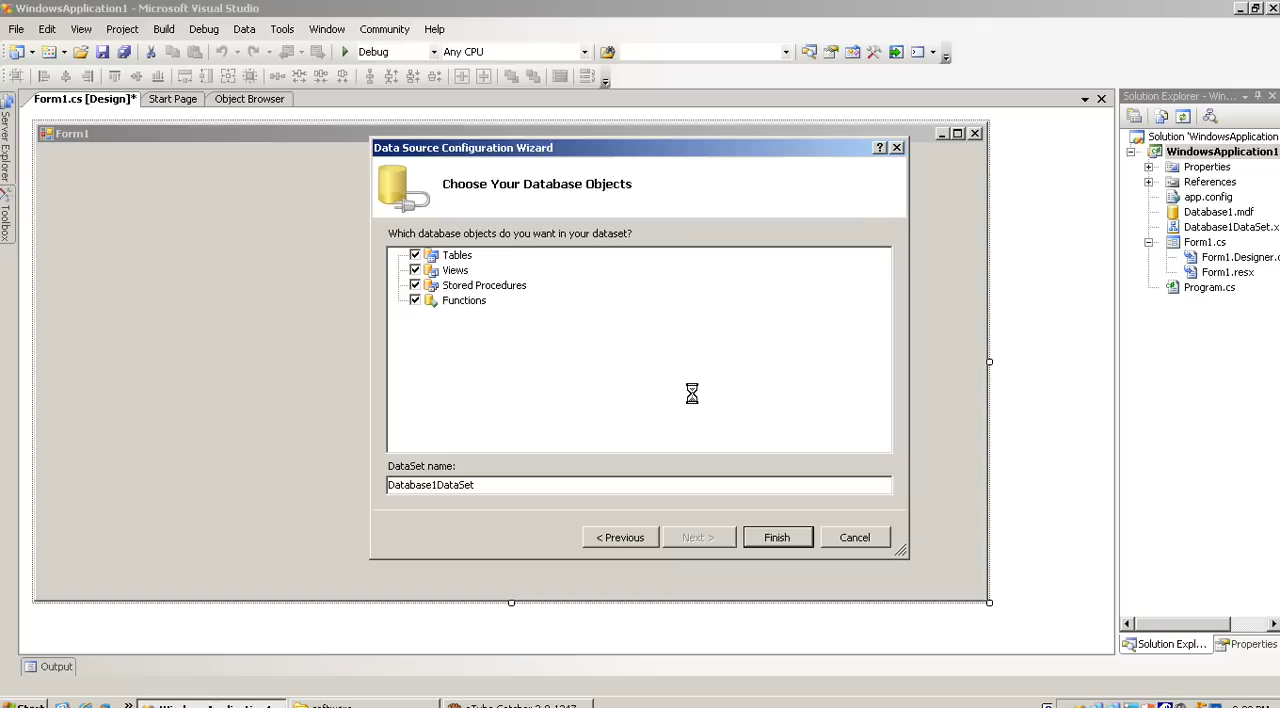 WindowsApplication1 - Microsoft Visual Studio
File Edit View Project Build Debug Data Tools Window Community Help
Debug Any CPU
Form1.cs [Design]* Start Page Object Browser
Solution Explorer - Win...
Server Explorer
Toolbox
Form1
Data Source Configuration Wizard
Choose Your Database Objects
Which database objects do you want in your dataset?
Tables
Views
Stored Procedures
Functions
DataSet name:
Database1DataSet
< Previous Next > Finish Cancel
Solution 'WindowsApplication
WindowsApplication1
Properties
References
app.config
Database1.mdf
Database1DataSet.x
Form1.cs
Form1.Designer.c
Form1.resx
Program.cs
Solution Expl... Properties
Output